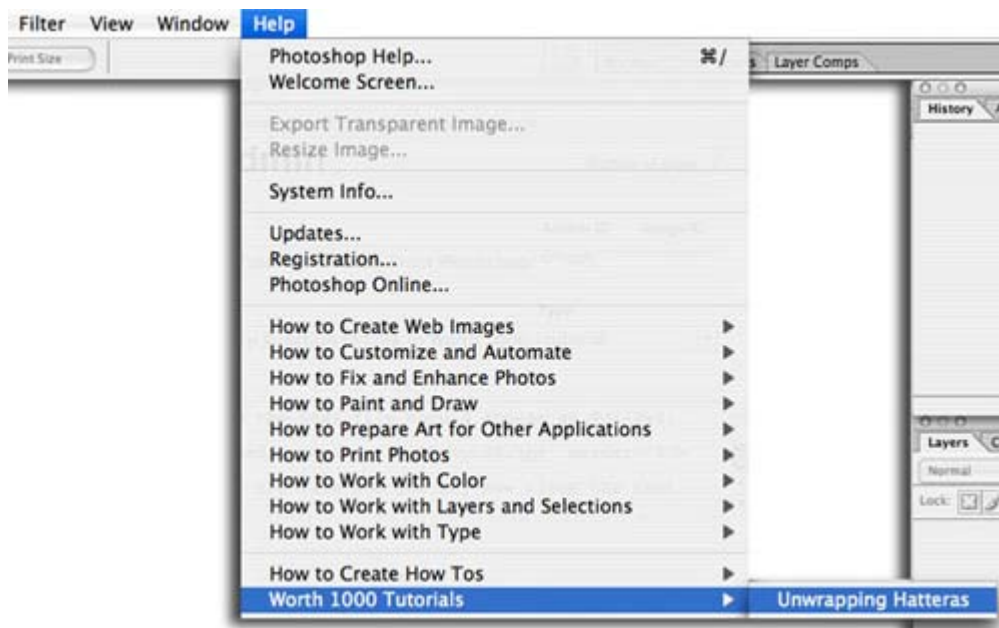 Filter View Window Help
Print Size
Photoshop Help... ⌘/
Welcome Screen...
Layer Comps
History
Export Transparent Image...
Resize Image...
System Info...
Updates...
Registration...
Photoshop Online...
How to Create Web Images
How to Customize and Automate
How to Fix and Enhance Photos
How to Paint and Draw
How to Prepare Art for Other Applications
How to Print Photos
How to Work with Color
How to Work with Layers and Selections
How to Work with Type
Layers
Normal
Lock:
How to Create How Tos
Worth 1000 Tutorials
Unwrapping Hatteras